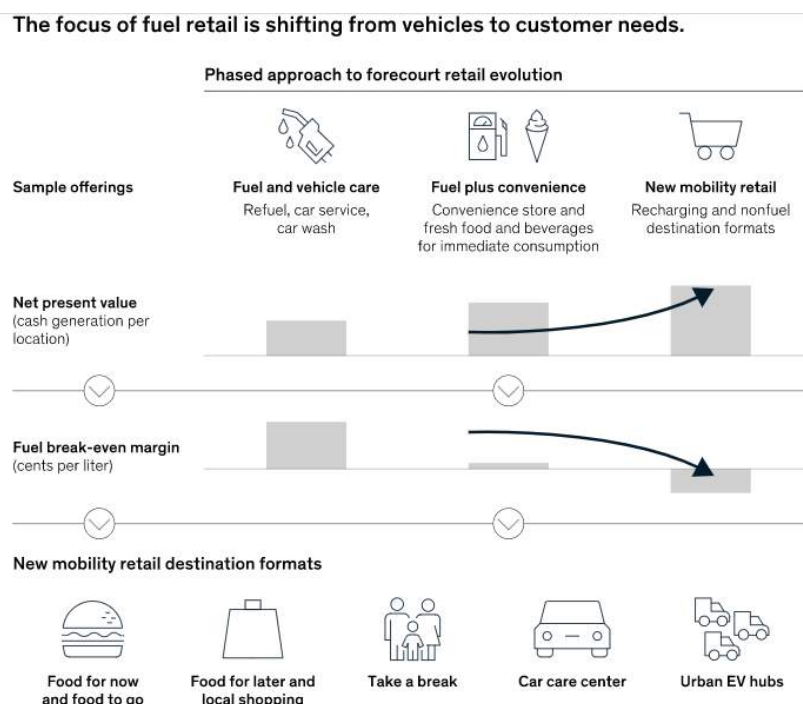 The focus of fuel retail is shifting from vehicles to customer needs.
Phased approach to forecourt retail evolution
Sample offerings
Fuel and vehicle care
Refuel, car service,
car wash
Fuel plus convenience
Convenience store and
fresh food and beverages
for immediate consumption
New mobility retail
Recharging and nonfuel
destination formats
Net present value
(cash generation per
location)
Fuel break-even margin
(cents per liter)
New mobility retail destination formats
Food for now
and food to go
Food for later and
local shopping
Take a break
Car care center
Urban EV hubs